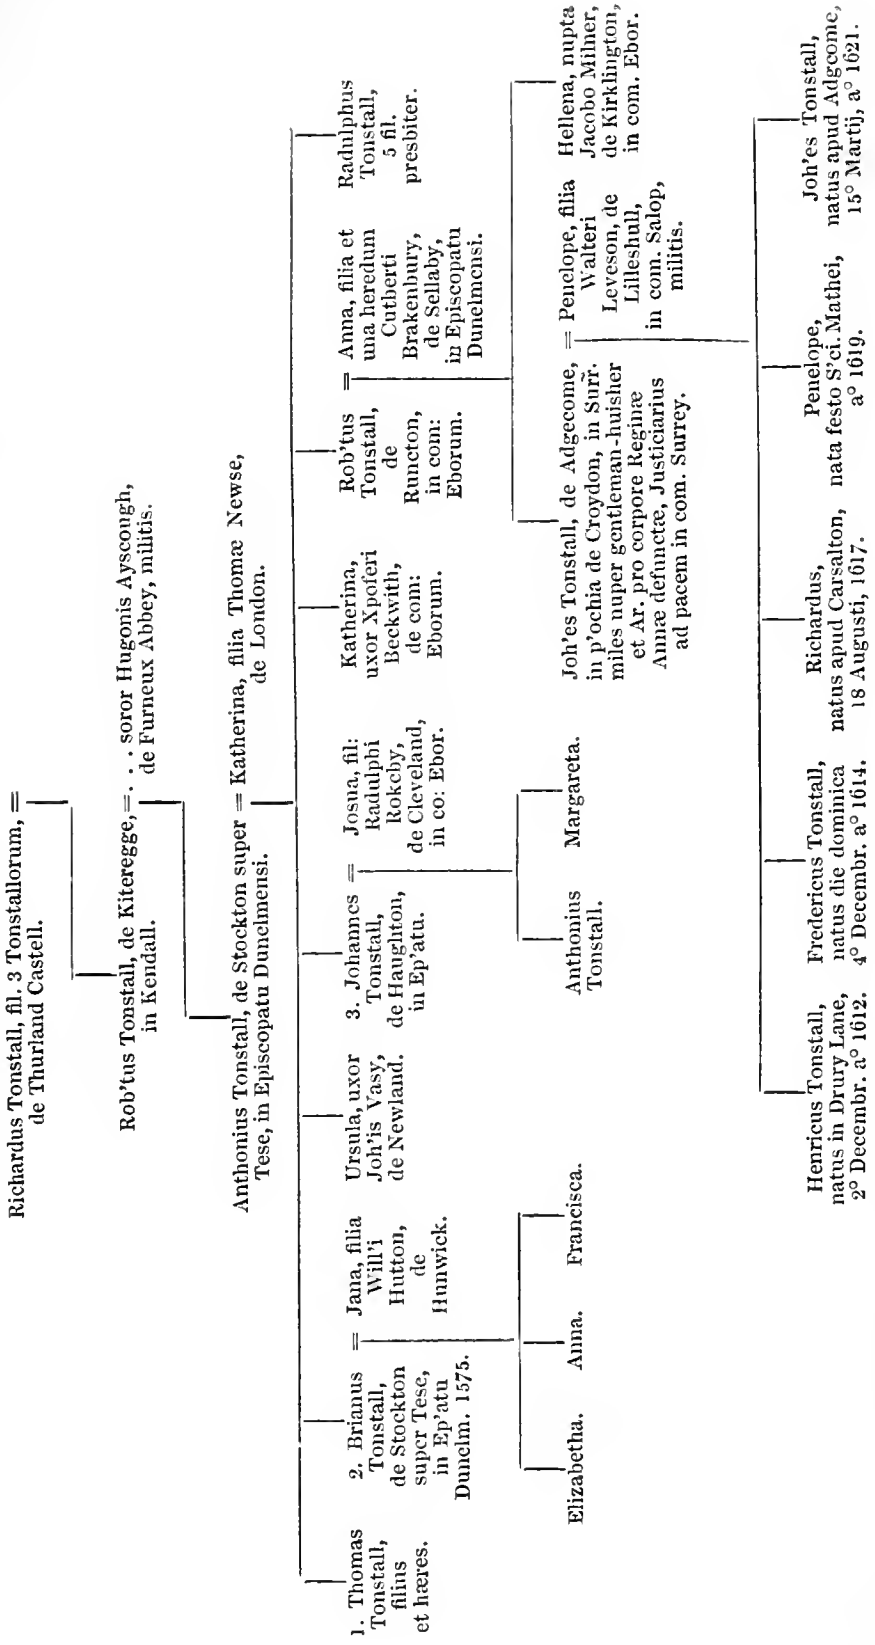 Richardus Tonstall, fil. 3 Tonstallorum, =
de Thurland Castell.
Rob'tus Tonstall, de Kiteregge, = . . . soror Hugonis Ayscough,
in Kendall.
de Furneux Abbey, militis.
Anthonius Tonstall, de Stockton super = Katherina, filia Thomæ Newse,
Tese, in Episcopatu Dunelmensi.
de London.
1. Thomas
Tonstall,
filius
et hæres.
2. Brianus
Tonstall,
de Stockton
super Tese,
in Ep'atu
Dunelm. 1575.
= Jana, filia
Will'i
Hutton,
de
Hunwick.
Ursula, uxor
Joh'is Vasy,
de Newland.
3. Johannes
Tonstall,
de Haughton,
in Ep'atu.
= Josua, fil:
Radulphi
Rokeby,
de Cleveland,
in co: Ebor.
Katherina,
uxor Xpoferi
Beckwith,
de com:
Eborum.
Rob'tus
Tonstall,
de
Runcton,
in com:
Eborum.
= Anna, filia et
una heredum
Cutberti
Brakenbury,
de Sellaby,
in Episcopatu
Dunelmensi.
Radulphus
Tonstall,
5 fil.
presbiter.
Elizabetha.
Anna.
Francisca.
Anthonius
Tonstall.
Margareta.
Joh'es Tonstall, de Adgecome,
in p'ochia de Croydon, in Surr̃.
miles nuper gentleman-huisher
et Ar. pro corpore Reginæ
Annæ defunctæ, Justiciarius
ad pacem in com. Surrey.
= Penelope, filia
Walteri
Leveson, de
Lilleshull,
in com. Salop,
militis.
Hellena, nupta
Jacobo Milner,
de Kirklington,
in com. Ebor.
Henricus Tonstall,
natus in Drury Lane,
2° Decembr. a° 1612.
Fredericus Tonstall,
natus die dominica
4° Decembr. a° 1614.
Richardus,
natus apud Carsalton,
18 Augusti, 1617.
Penelope,
nata festo S'ci. Mathei,
a° 1619.
Joh'es Tonstall,
natus apud Adgcome,
15° Martij, a° 1621.